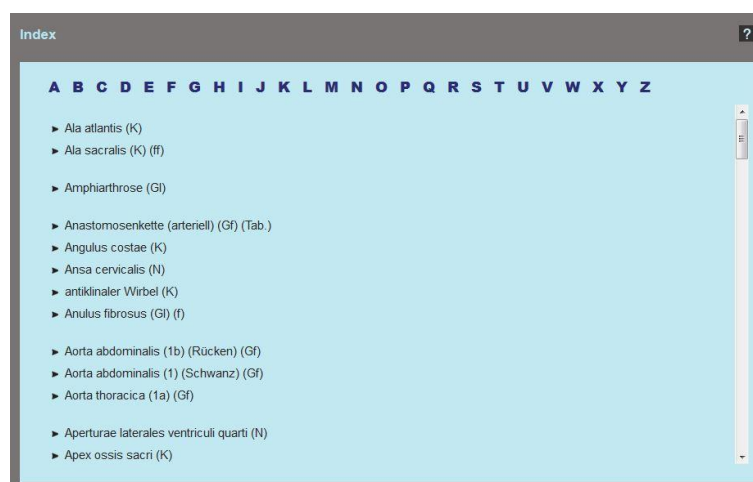 Index
?
A B C D E F G H I J K L M N O P Q R S T U V W X Y Z
► Ala atlantis (K)
► Ala sacralis (K) (ff)
► Amphiarthrose (Gl)
► Anastomosenkette (arteriell) (Gf) (Tab.)
► Angulus costae (K)
► Ansa cervicalis (N)
► antiklinaler Wirbel (K)
► Anulus fibrosus (Gl) (f)
► Aorta abdominalis (1b) (Rücken) (Gf)
► Aorta abdominalis (1) (Schwanz) (Gf)
► Aorta thoracica (1a) (Gf)
► Aperturae laterales ventriculi quarti (N)
► Apex ossis sacri (K)